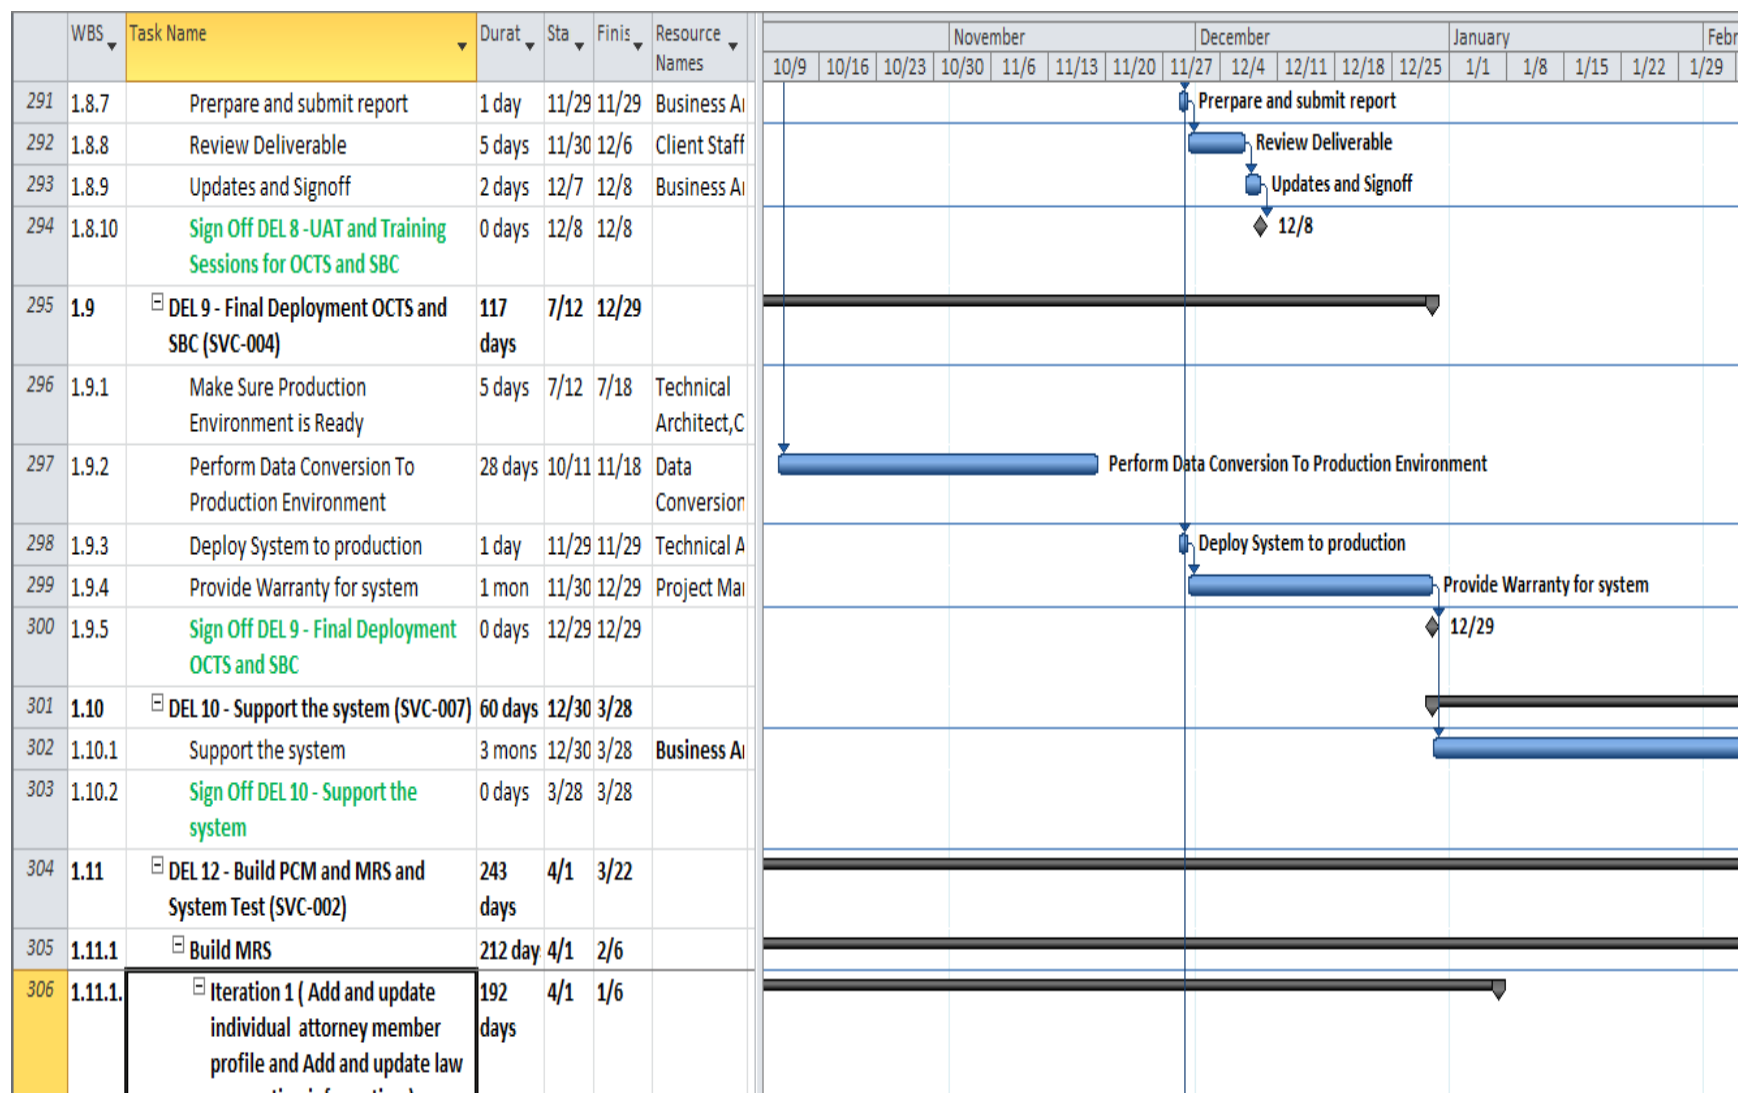 WBS Task Name Durat Sta Finis Resource Names
November December January Febr
10/9 10/16 10/23 10/30 11/6 11/13 11/20 11/27 12/4 12/11 12/18 12/25 1/1 1/8 1/15 1/22 1/29
291 1.8.7 Prerpare and submit report 1 day 11/29 11/29 Business A
Prerpare and submit report
292 1.8.8 Review Deliverable 5 days 11/30 12/6 Client Staff
Review Deliverable
293 1.8.9 Updates and Signoff 2 days 12/7 12/8 Business A
Updates and Signoff
294 1.8.10 Sign Off DEL 8 -UAT and Training 0 days 12/8 12/8
Sessions for OCTS and SBC
12/8
295 1.9 DEL 9 - Final Deployment OCTS and 117 7/12 12/29
SBC (SVC-004) days
296 1.9.1 Make Sure Production 5 days 7/12 7/18 Technical
Environment is Ready Architect,C
297 1.9.2 Perform Data Conversion To 28 days 10/11 11/18 Data
Production Environment Conversion
Perform Data Conversion To Production Environment
298 1.9.3 Deploy System to production 1 day 11/29 11/29 Technical A
Deploy System to production
299 1.9.4 Provide Warranty for system 1 mon 11/30 12/29 Project Ma
Provide Warranty for system
300 1.9.5 Sign Off DEL 9 - Final Deployment 0 days 12/29 12/29
OCTS and SBC
12/29
301 1.10 DEL 10 - Support the system (SVC-007) 60 days 12/30 3/28
302 1.10.1 Support the system 3 mons 12/30 3/28 Business A
303 1.10.2 Sign Off DEL 10 - Support the 0 days 3/28 3/28
system
304 1.11 DEL 12 - Build PCM and MRS and 243 4/1 3/22
System Test (SVC-002) days
305 1.11.1 Build MRS 212 day 4/1 2/6
306 1.11.1. Iteration 1 ( Add and update 192 4/1 1/6
individual attorney member days
profile and Add and update law